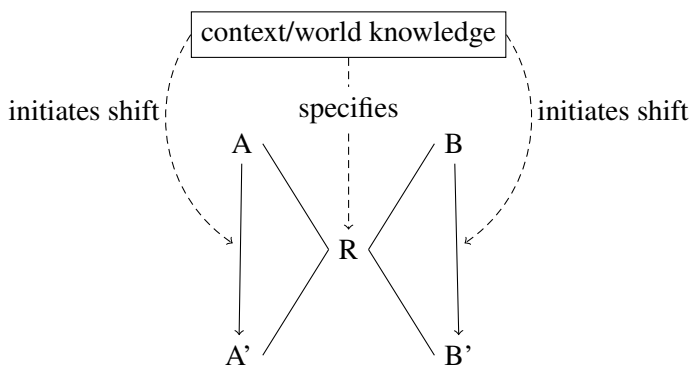 context/world knowledge
initiates shift specifies initiates shift
A B
R
A' B'